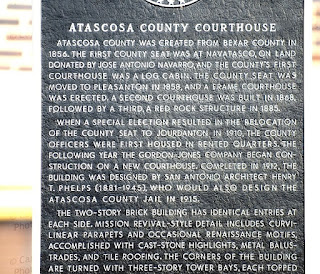 ATASCOSA COUNTY COURTHOUSE
ATASCOSA COUNTY WAS CREATED FROM BEXAR COUNTY IN
1856. THE FIRST COUNTY SEAT WAS AT NAVATASCO, ON LAND
DONATED BY JOSE ANTONIO NAVARRO, AND THE COUNTY'S FIRST
COURTHOUSE WAS A LOG CABIN. THE COUNTY SEAT WAS
MOVED TO PLEASANTON IN 1858, AND A FRAME COURTHOUSE
WAS ERECTED. A SECOND COURTHOUSE WAS BUILT IN 1868,
FOLLOWED BY A THIRD, A RED ROCK STRUCTURE IN 1885.
WHEN A SPECIAL ELECTION RESULTED IN THE RELOCATION
OF THE COUNTY SEAT TO JOURDANTON IN 1910, THE COUNTY
OFFICERS WERE FIRST HOUSED IN RENTED QUARTERS. THE
FOLLOWING YEAR THE GORDON-JONES COMPANY BEGAN CON-
STRUCTION ON A NEW COURTHOUSE. COMPLETED IN 1912, THE
BUILDING WAS DESIGNED BY SAN ANTONIO ARCHITECT HENRY
T. PHELPS (1881-1945), WHO WOULD ALSO DESIGN THE
ATASCOSA COUNTY JAIL IN 1915.
THE TWO-STORY BRICK BUILDING HAS IDENTICAL ENTRIES AT
EACH SIDE. MISSION REVIVAL-STYLE DETAIL INCLUDES CURVI-
LINEAR PARAPETS AND OCCASIONAL RENAISSANCE MOTIFS,
ACCOMPLISHED WITH CAST-STONE HIGHLIGHTS, METAL BALUS-
TRADES, AND TILE ROOFING. THE CORNERS OF THE BUILDING
ARE TURNED WITH THREE-STORY TOWER BAYS, EACH TOPPED